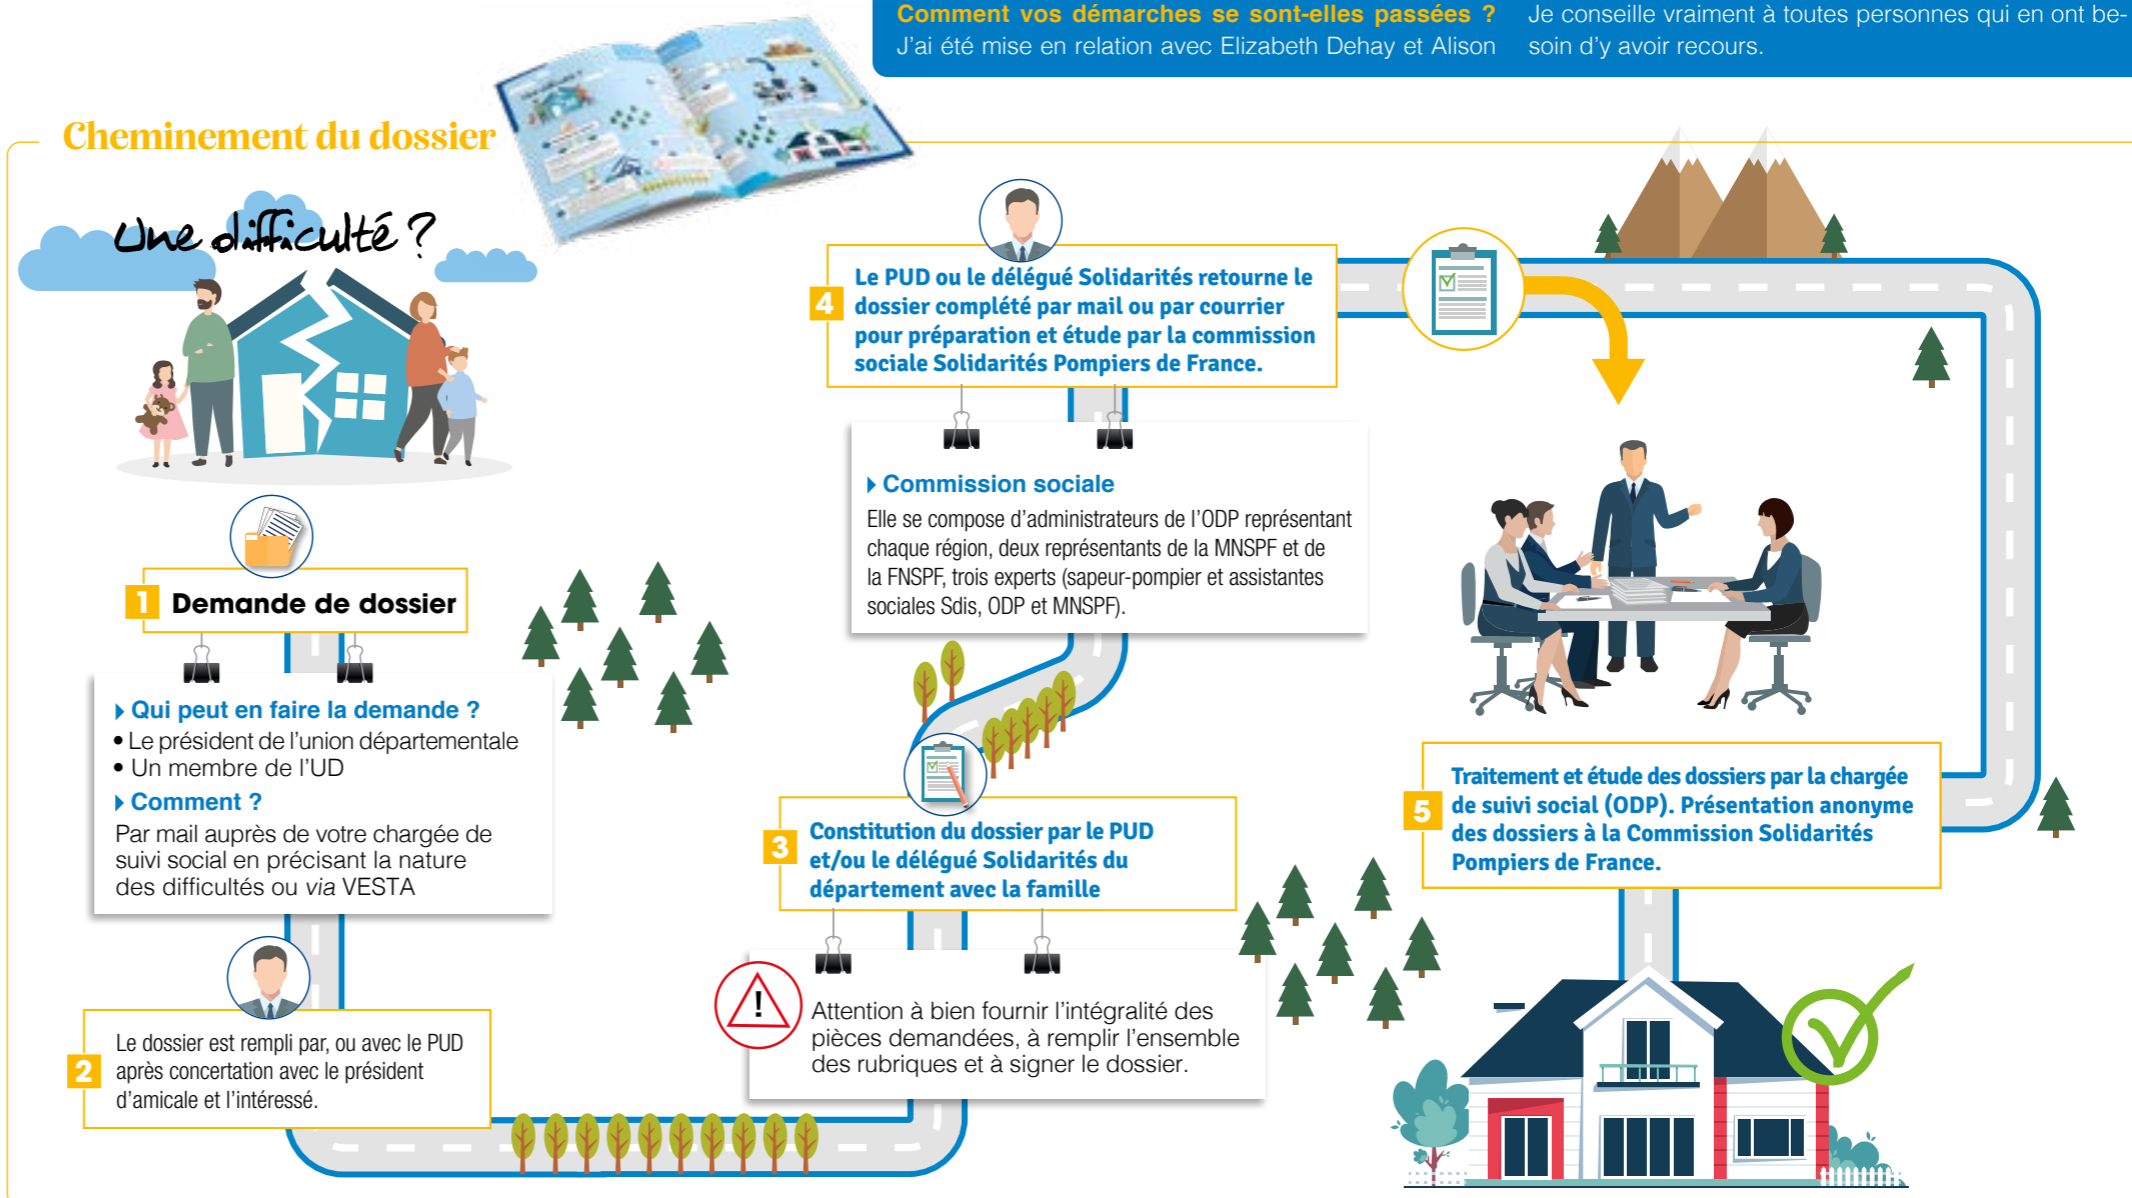 Comment vos démarches se sont-elles passées ?
J'ai été mise en relation avec Elizabeth Dehay et Alison
Je conseille vraiment à toutes personnes qui en ont be-
soin d'y avoir recours.
Cheminement du dossier
Une difficulté ?
1 Demande de dossier
Qui peut en faire la demande ?
• Le président de l'union départementale
• Un membre de l'UD
Comment ?
Par mail auprès de votre chargée de
suivi social en précisant la nature
des difficultés ou via VESTA
2
Le dossier est rempli par, ou avec le PUD
après concertation avec le président
d'amicale et l'intéressé.
3
Constitution du dossier par le PUD
et/ou le délégué Solidarités du
département avec la famille
!
Attention à bien fournir l'intégralité des
pièces demandées, à remplir l'ensemble
des rubriques et à signer le dossier.
4
Le PUD ou le délégué Solidarités retourne le
dossier complété par mail ou par courrier
pour préparation et étude par la commission
sociale Solidarités Pompiers de France.
Commission sociale
Elle se compose d'administrateurs de l'ODP représentant
chaque région, deux représentants de la MNSPF et de
la FNSPF, trois experts (sapeur-pompier et assistantes
sociales Sdis, ODP et MNSPF).
5
Traitement et étude des dossiers par la chargée
de suivi social (ODP). Présentation anonyme
des dossiers à la Commission Solidarités
Pompiers de France.